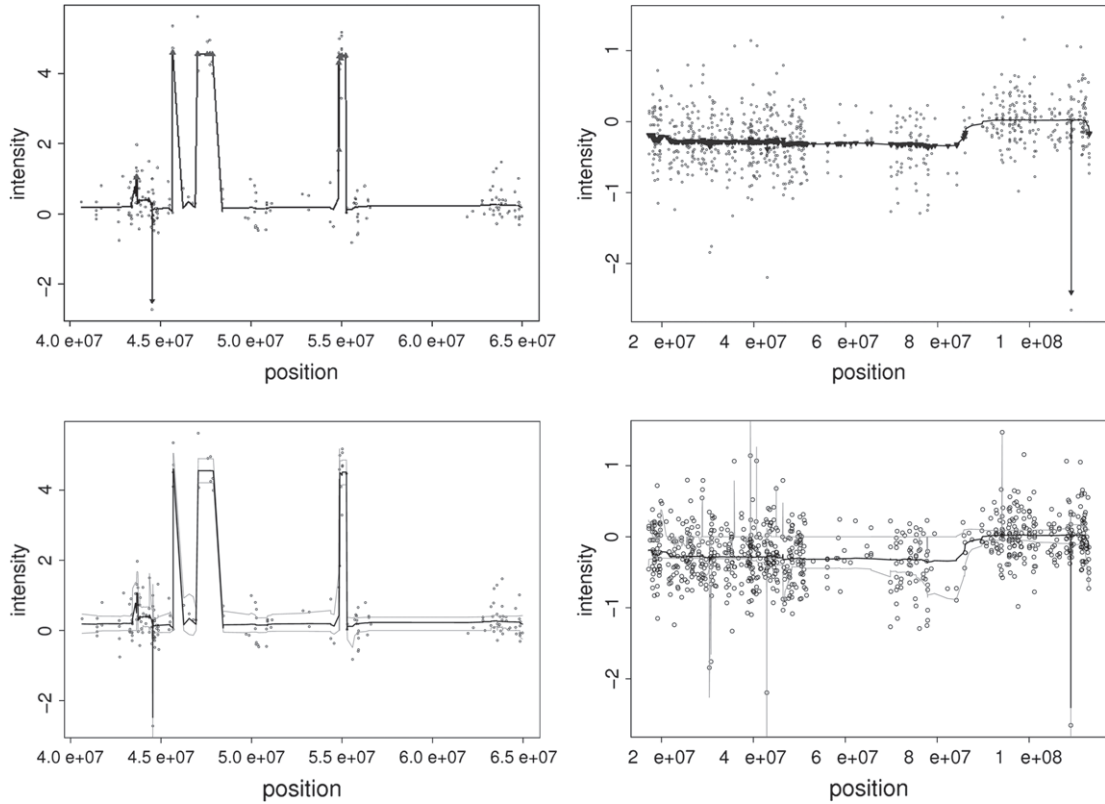 4
2
0
−2
intensity
4.0 e+07
4.5 e+07
5.0 e+07
5.5 e+07
6.0 e+07
6.5 e+07
position
1
0
−1
−2
intensity
2 e+07
4 e+07
6 e+07
8 e+07
1 e+08
position
4
2
0
−2
intensity
4.0 e+07
4.5 e+07
5.0 e+07
5.5 e+07
6.0 e+07
6.5 e+07
position
1
0
−1
−2
intensity
2 e+07
4 e+07
6 e+07
8 e+07
1 e+08
position